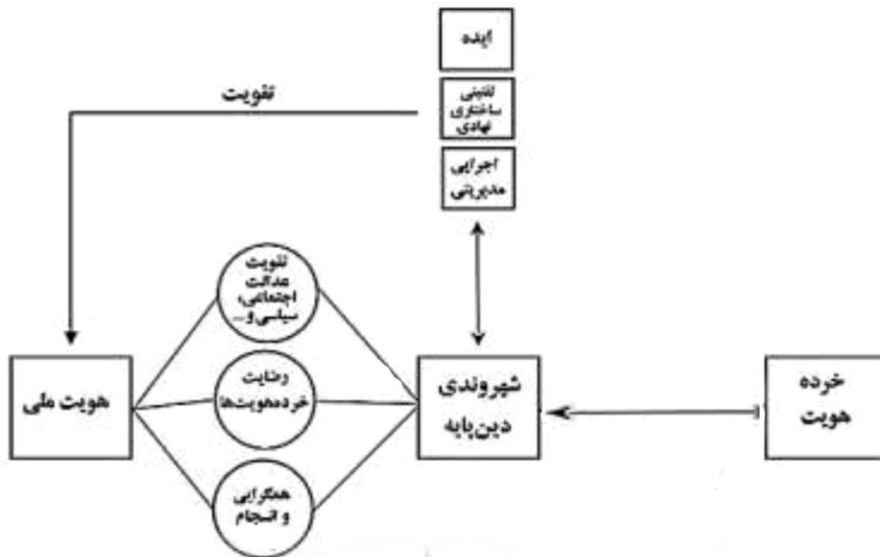 ایده
تقنینی
ساختاری
نهادی
اجرایی
مدیریتی
تقویت
تقویت
عدالت
اجتماعی،
سیاسی و...
رضایت
خرده‌هویت‌ها
همگرایی
و انسجام
خرده
هویت
شهروندی
دین‌پایه
هویت ملی